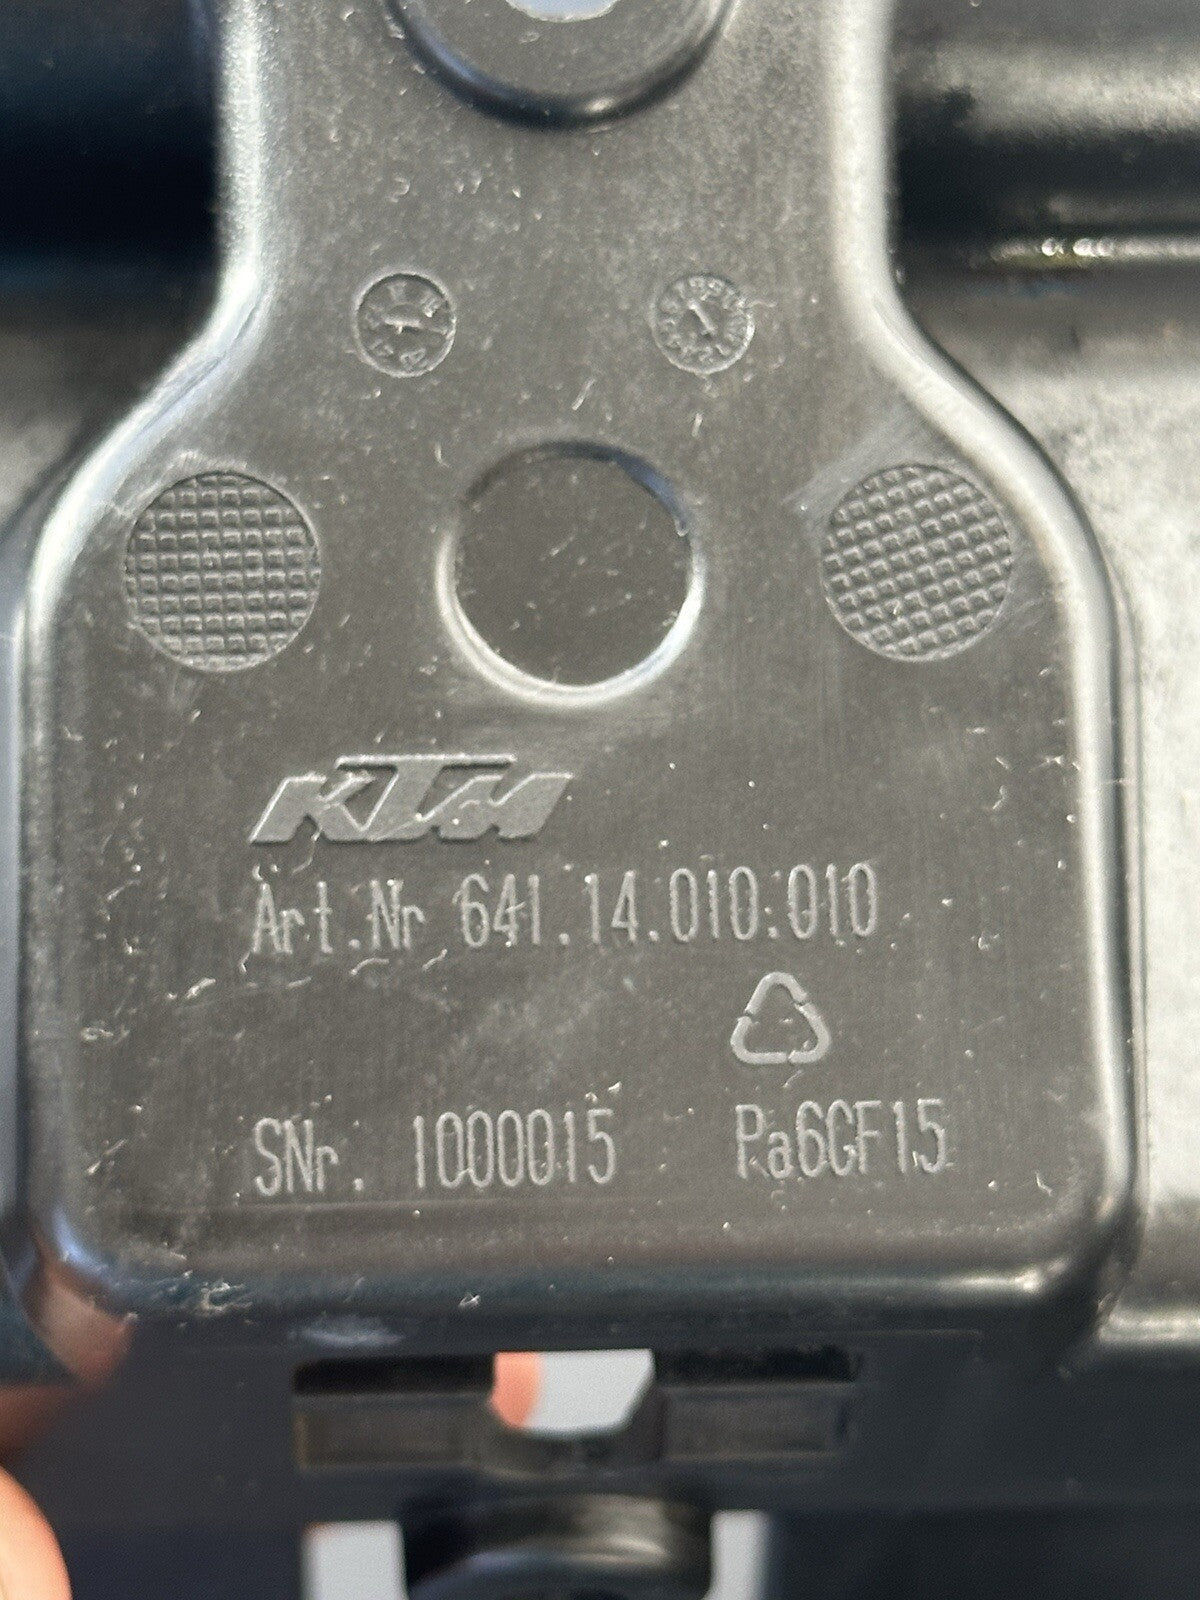 KTM
Art.Nr 641.14.010.010
SNr. 1000015 Pa6GF15